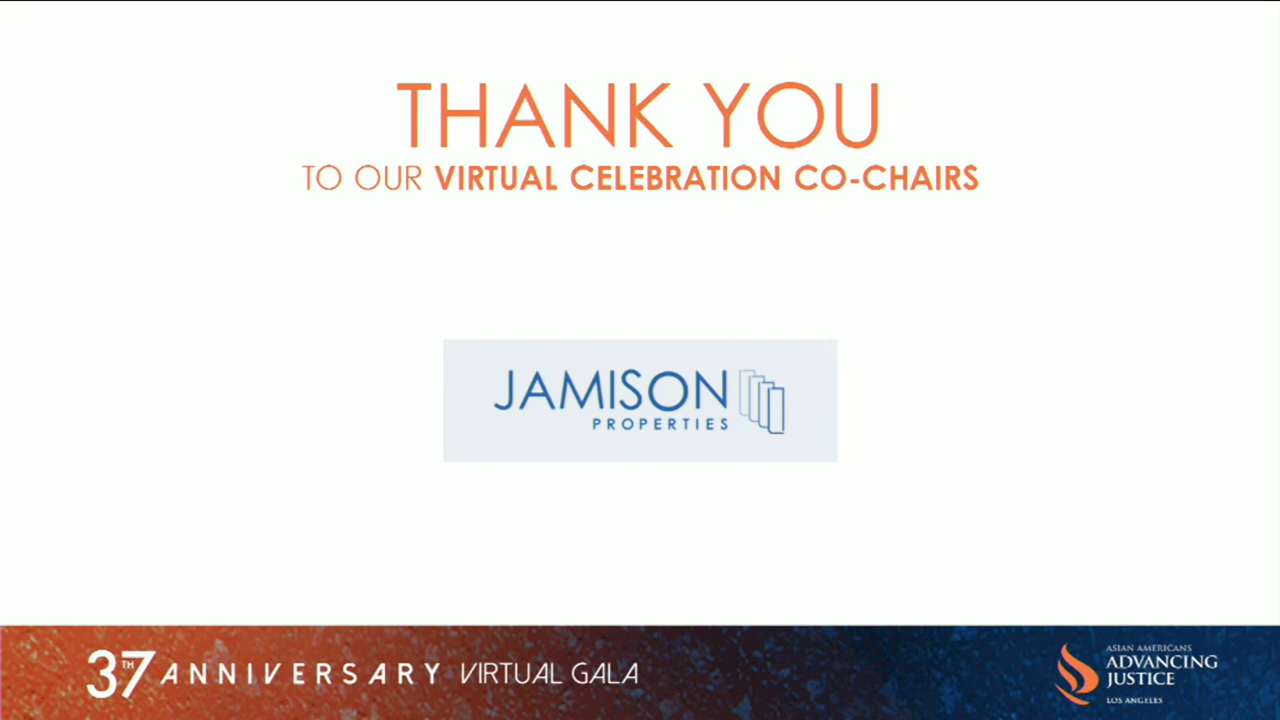 THANK YOU
TO OUR VIRTUAL CELEBRATION CO-CHAIRS
JAMISON
PROPERTIES
37TH ANNIVERSARY VIRTUAL GALA
ASIAN AMERICANS
ADVANCING
JUSTICE
LOS ANGELES